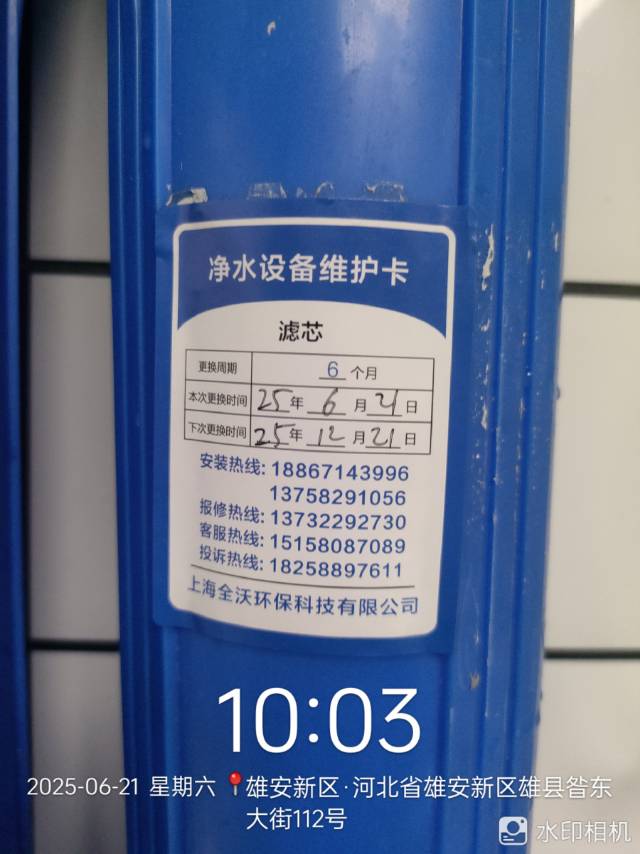 净水设备维护卡
滤芯
更换周期 6 个月
本次更换时间 25年 6 月 21 日
下次更换时间 25年 12 月 21 日
安装热线: 18867143996
13758291056
报修热线: 13732292730
客服热线: 15158087089
投诉热线: 18258897611
上海全沃环保科技有限公司
10:03
2025-06-21 星期六 📍雄安新区·河北省雄安新区雄县昝东
大街112号
水印相机